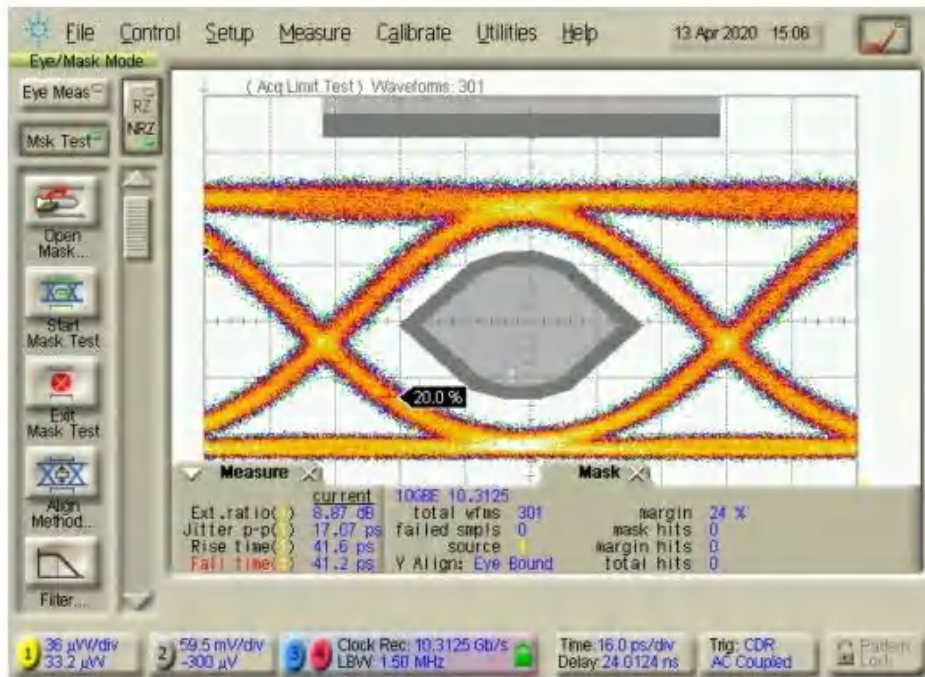 File Control Setup Measure Calibrate Utilities Help 13 Apr 2020 15:06
Eye/Mask Mode
Eye Meas
RZ
NRZ
Msk Test
Open
Mask...
Start
Mask Test
Exit
Mask Test
Align
Method...
Filter...
( Acq Limit Test ) Waveforms: 301
20.0 %
Measure
current
Ext.ratio( ) 8.87 dB
Jitter p-p( ) 17.07 ps
Rise time( ) 41.6 ps
Fall time( ) 41.2 ps
Mask
10GBE 10.3125
total wfms 301 margin 24 %
failed smpls 0 mask hits 0
source 1 margin hits 0
Y Align: Eye Bound total hits 0
1 36 µW/div
33.2 µW
2 59.5 mV/div
-300 µV
3 4 Clock Rec: 10.3125 Gb/s
LBW: 1.50 MHz
Time:16.0 ps/div
Delay:24.0124 ns
Trig: CDR
AC Coupled
Pattern
Lock